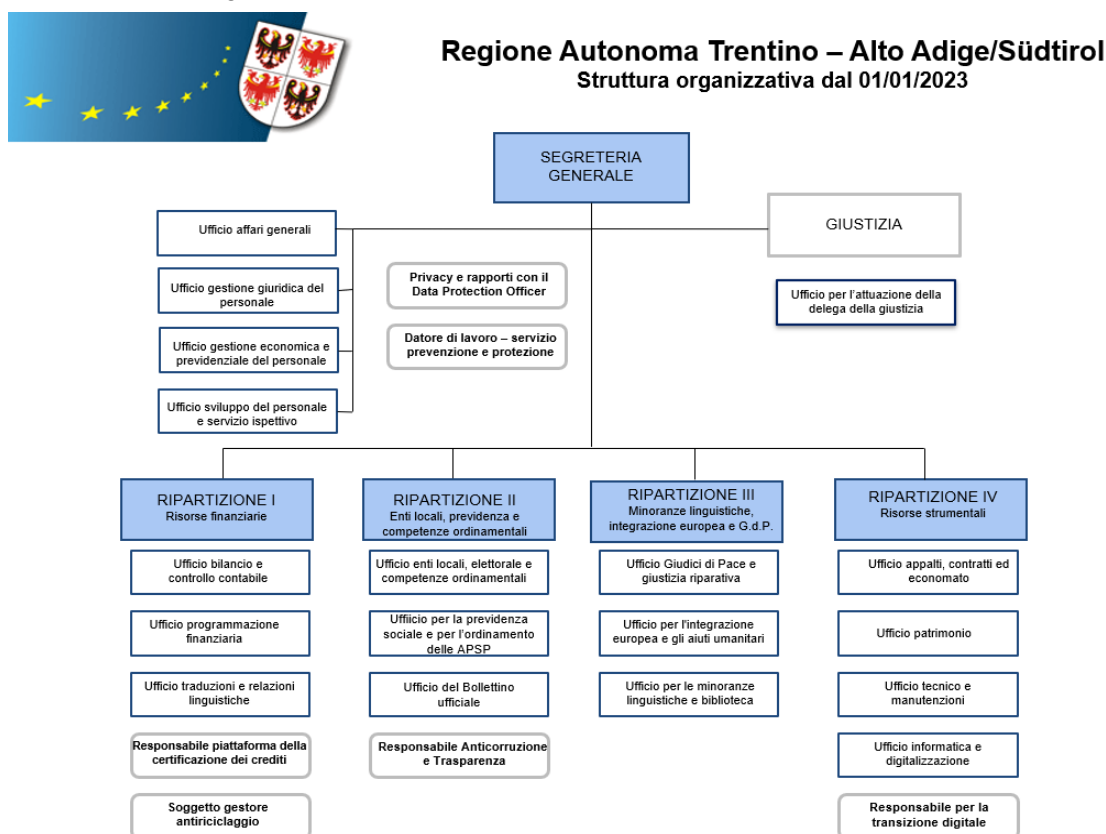 Regione Autonoma Trentino – Alto Adige/Südtirol
Struttura organizzativa dal 01/01/2023
SEGRETERIA
GENERALE
Ufficio affari generali
GIUSTIZIA
Ufficio gestione giuridica del
personale
Privacy e rapporti con il
Data Protection Officer
Ufficio per l’attuazione della
delega della giustizia
Ufficio gestione economica e
previdenziale del personale
Datore di lavoro – servizio
prevenzione e protezione
Ufficio sviluppo del personale
e servizio ispettivo
RIPARTIZIONE I
Risorse finanziarie
RIPARTIZIONE II
Enti locali, previdenza e
competenze ordinamentali
RIPARTIZIONE III
Minoranze linguistiche,
integrazione europea e G.d.P.
RIPARTIZIONE IV
Risorse strumentali
Ufficio bilancio e
controllo contabile
Ufficio enti locali, elettorale e
competenze ordinamentali
Ufficio Giudici di Pace e
giustizia riparativa
Ufficio appalti, contratti ed
economato
Ufficio programmazione
finanziaria
Uffiicio per la previdenza
sociale e per l’ordinamento
delle APSP
Ufficio per l'integrazione
europea e gli aiuti umanitari
Ufficio patrimonio
Ufficio traduzioni e relazioni
linguistiche
Ufficio del Bollettino
ufficiale
Ufficio per le minoranze
linguistiche e biblioteca
Ufficio tecnico e
manutenzioni
Responsabile piattaforma della
certificazione dei crediti
Responsabile Anticorruzione
e Trasparenza
Ufficio informatica e
digitalizzazione
Soggetto gestore
antiriciclaggio
Responsabile per la
transizione digitale